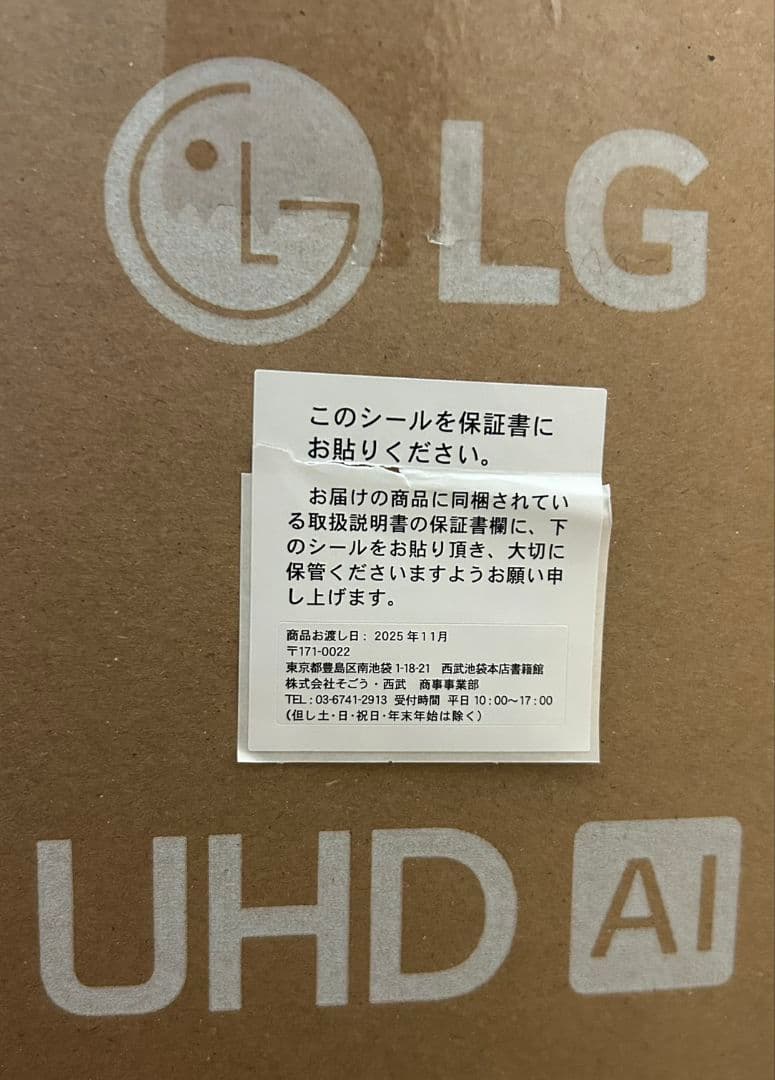 LG
このシールを保証書に
お貼りください。
お届けの商品に同梱されてい
る取扱説明書の保証書欄に、下
のシールをお貼り頂き、大切に
保管くださいますようお願い申
し上げます。
商品お渡し日：2025年11月
〒171-0022
東京都豊島区南池袋1-18-21 西武池袋本店書籍館
株式会社そごう・西武 商事事業部
TEL：03-6741-2913 受付時間 平日10：00～17：00
（但し土・日・祝日・年末年始は除く）
UHD AI